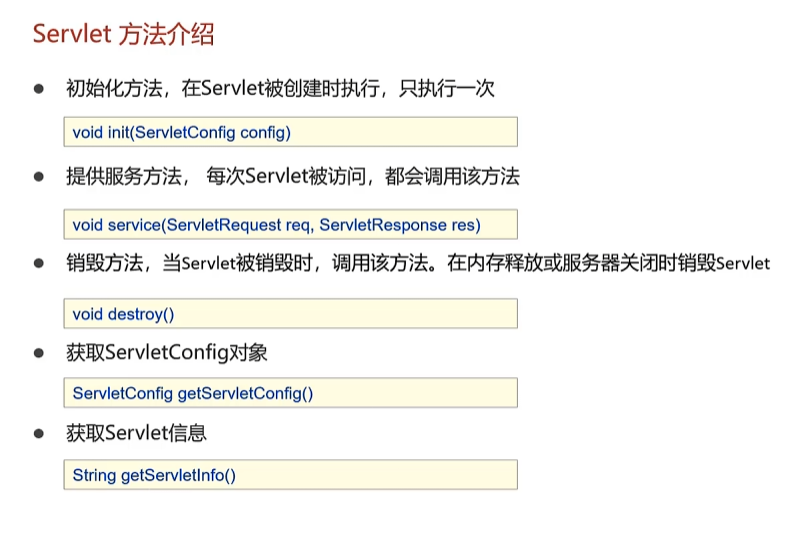 Servlet 方法介绍
● 初始化方法，在Servlet被创建时执行，只执行一次
void init(ServletConfig config)
● 提供服务方法， 每次Servlet被访问，都会调用该方法
void service(ServletRequest req, ServletResponse res)
● 销毁方法，当Servlet被销毁时，调用该方法。在内存释放或服务器关闭时销毁Servlet
void destroy()
● 获取ServletConfig对象
ServletConfig getServletConfig()
● 获取Servlet信息
String getServletInfo()